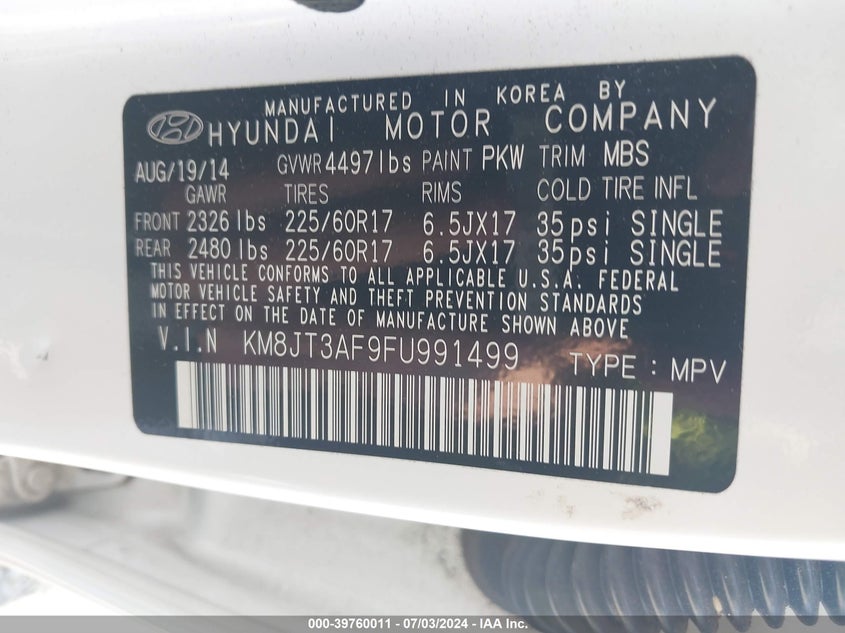 MANUFACTURED IN KOREA BY
HYUNDAI MOTOR COMPANY
AUG/19/14 GVWR 4497lbs PAINT PKW TRIM MBS
GAWR TIRES RIMS COLD TIRE INFL
FRONT 2326 lbs 225/60R17 6.5JX17 35psi SINGLE
REAR 2480 lbs 225/60R17 6.5JX17 35psi SINGLE
THIS VEHICLE CONFORMS TO ALL APPLICABLE U.S.A. FEDERAL
MOTOR VEHICLE SAFETY AND THEFT PREVENTION STANDARDS
IN EFFECT ON THE DATE OF MANUFACTURE SHOWN ABOVE
V.I.N KM8JT3AF9FU991499 TYPE : MPV
000-39760011 - 07/03/2024 - IAA Inc.